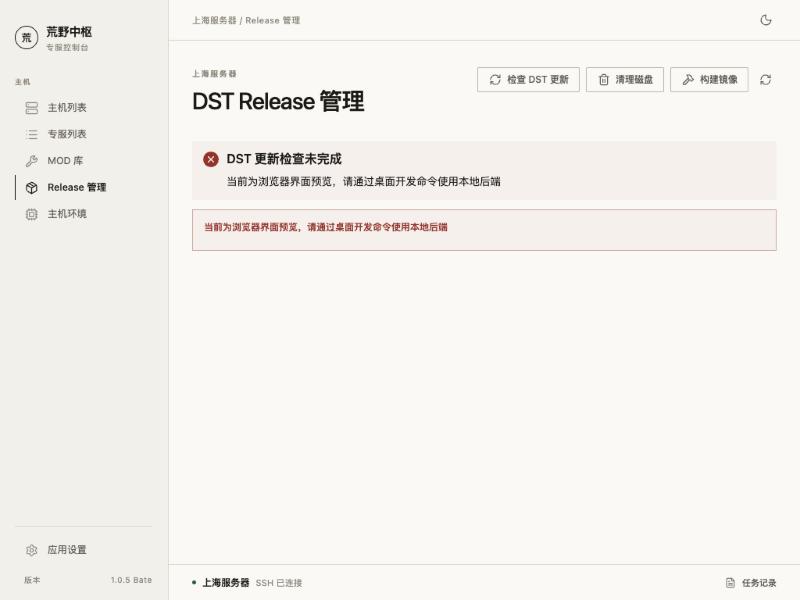 荒
荒野中枢
专服控制台
主机
主机列表
专服列表
MOD 库
Release 管理
主机环境
应用设置
版本 1.0.5 Bate
上海服务器 / Release 管理
上海服务器
DST Release 管理
检查 DST 更新 清理磁盘 构建镜像
DST 更新检查未完成
当前为浏览器界面预览，请通过桌面开发命令使用本地后端
当前为浏览器界面预览，请通过桌面开发命令使用本地后端
上海服务器 SSH 已连接 任务记录